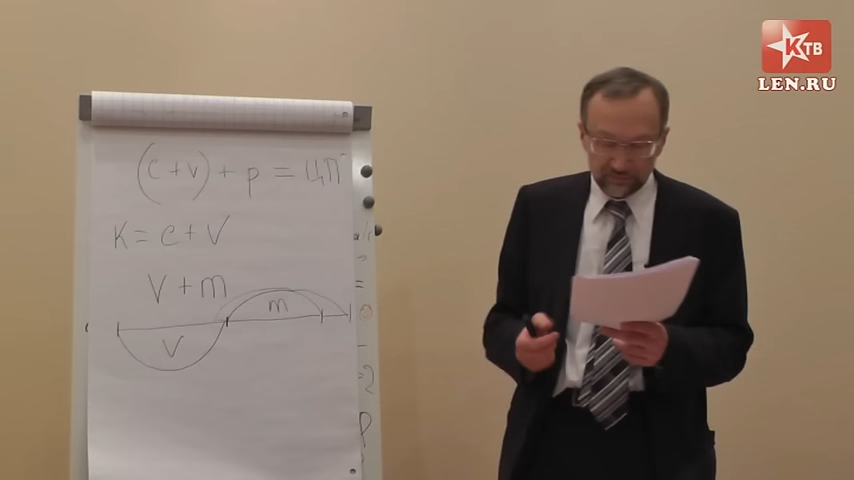 (c+v) + p = ЦП
K = c + V
V + m
m
V
КТВ
LEN.RU